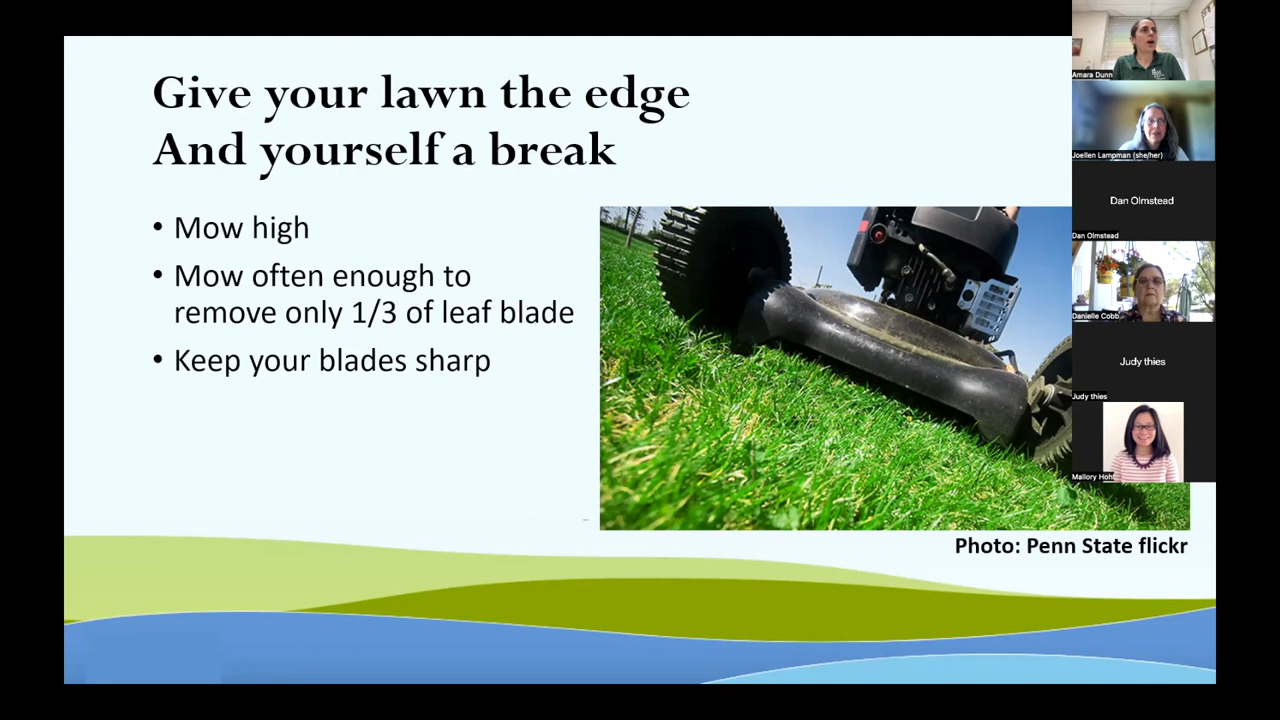 Give your lawn the edge
And yourself a break
• Mow high
• Mow often enough to
remove only 1/3 of leaf blade
• Keep your blades sharp
Photo: Penn State flickr
Amara Dunn
Joellen Lampman (she/her)
Dan Olmstead
Dan Olmstead
Danielle Cobb
Judy thies
Judy thies
Mallory Hohl